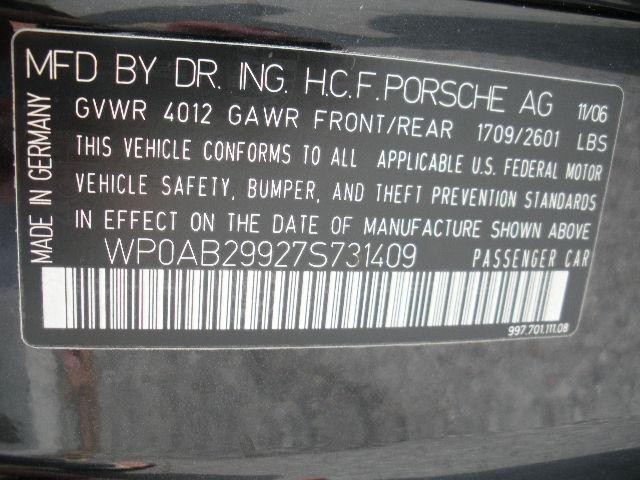 MFD BY DR. ING. H.C.F. PORSCHE AG 11/06
GVWR 4012 GAWR FRONT/REAR 1709/2601 LBS
THIS VEHICLE CONFORMS TO ALL APPLICABLE U.S. FEDERAL MOTOR
VEHICLE SAFETY, BUMPER, AND THEFT PREVENTION STANDARDS
IN EFFECT ON THE DATE OF MANUFACTURE SHOWN ABOVE
WP0AB29927S731409 PASSENGER CAR
997.701.111.08
MADE IN GERMANY